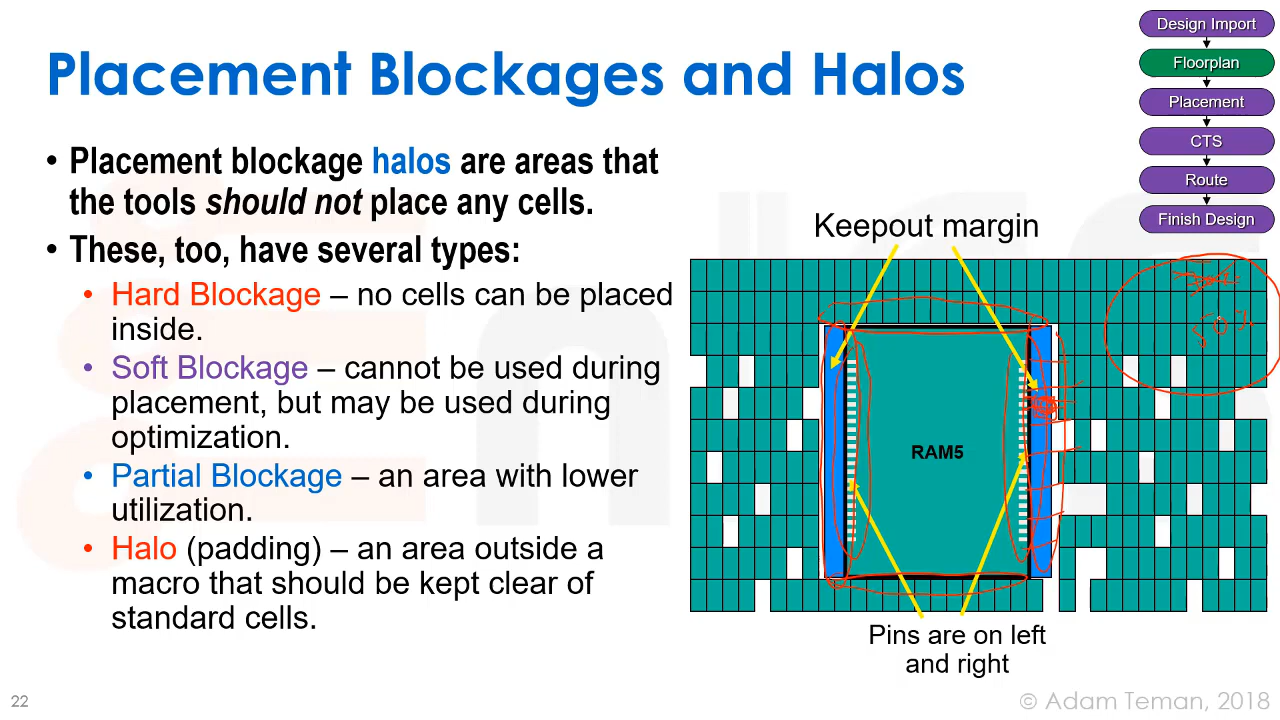 Placement Blockages and Halos
Design Import
Floorplan
Placement
CTS
Route
Finish Design
• Placement blockage halos are areas that
the tools should not place any cells.
• These, too, have several types:
• Hard Blockage – no cells can be placed
inside.
• Soft Blockage – cannot be used during
placement, but may be used during
optimization.
• Partial Blockage – an area with lower
utilization.
• Halo (padding) – an area outside a
macro that should be kept clear of
standard cells.
Keepout margin
50%
RAM5
Pins are on left
and right
22
© Adam Teman, 2018